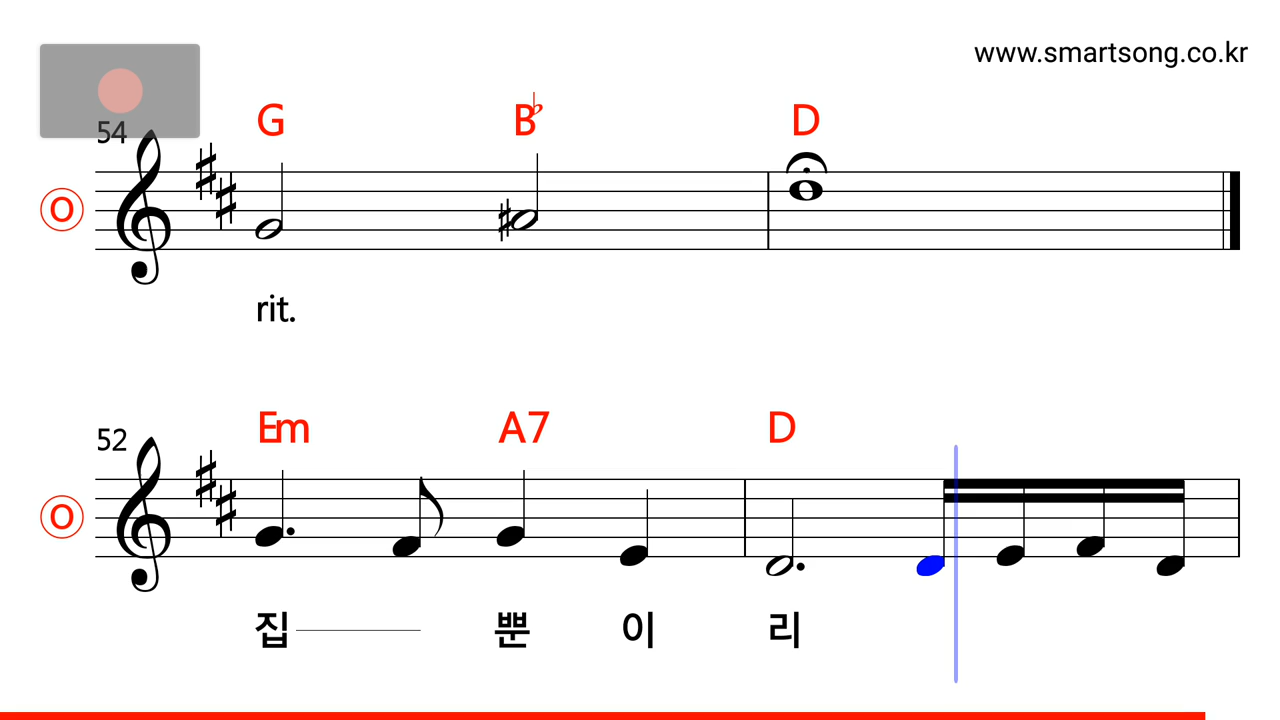 www.smartsong.co.kr
54
G B♭ D
O
rit.
52
Em A7 D
O
집 뿐 이 리